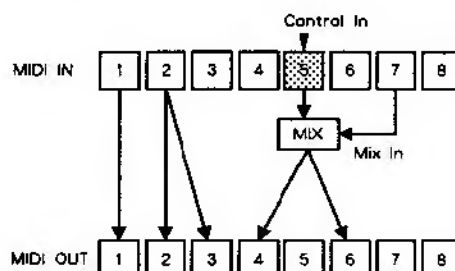 Control In
MIDI IN 1 2 3 4 5 6 7 8
MIX
Mix In
MIDI OUT 1 2 3 4 5 6 7 8